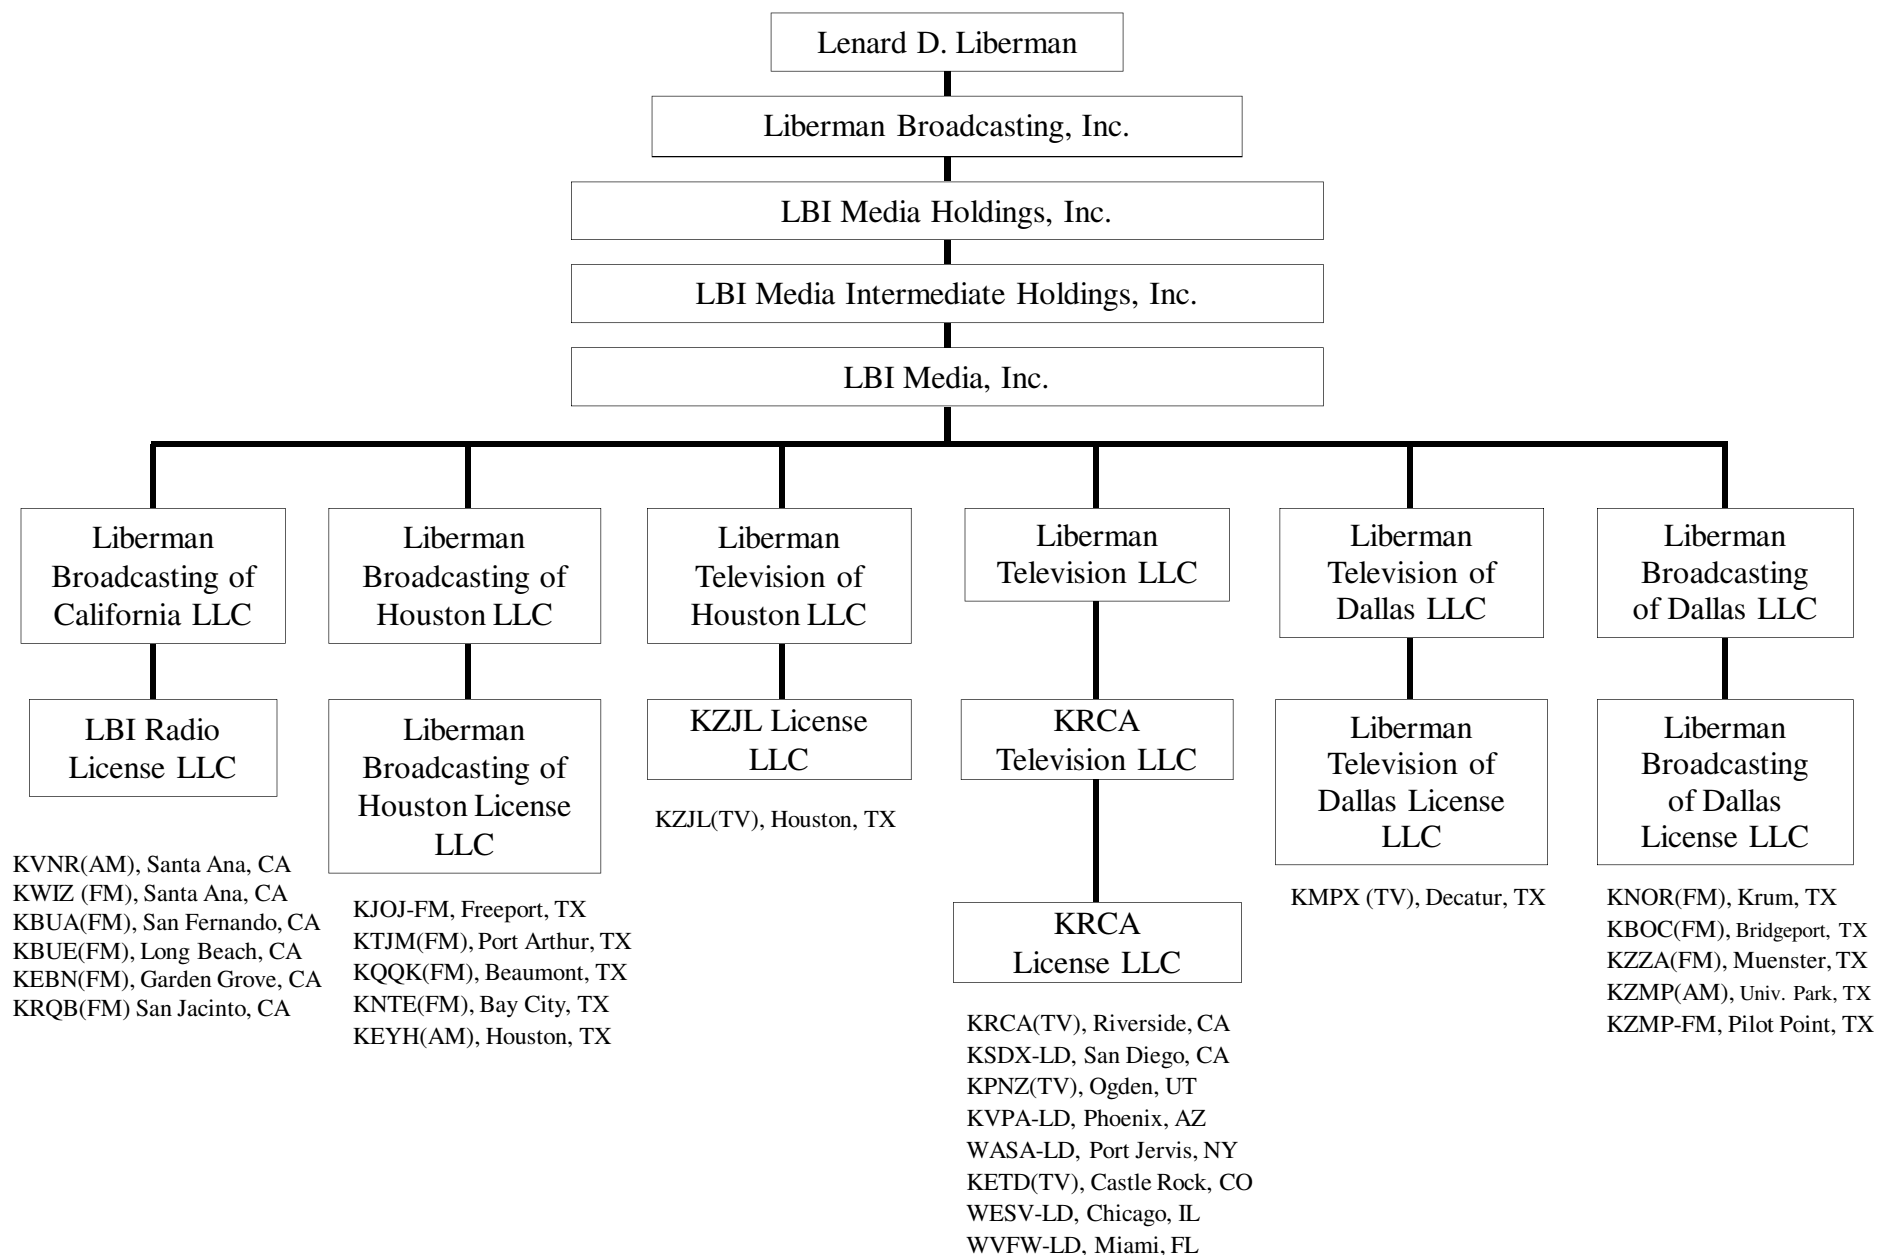 Lenard D. Liberman
Liberman Broadcasting, Inc.
LBI Media Holdings, Inc.
LBI Media Intermediate Holdings, Inc.
LBI Media, Inc.
Liberman
Broadcasting of
California LLC
Liberman
Broadcasting of
Houston LLC
Liberman
Television of
Houston LLC
Liberman
Television LLC
Liberman
Television of
Dallas LLC
Liberman
Broadcasting
of Dallas LLC
LBI Radio
License LLC
Liberman
Broadcasting of
Houston License
LLC
KZJL License
LLC
KRCA
Television LLC
Liberman
Television of
Dallas License
LLC
Liberman
Broadcasting
of Dallas
License LLC
KVNR(AM), Santa Ana, CA
KWIZ (FM), Santa Ana, CA
KBUA(FM), San Fernando, CA
KBUE(FM), Long Beach, CA
KEBN(FM), Garden Grove, CA
KRQB(FM) San Jacinto, CA
KJOJ-FM, Freeport, TX
KTJM(FM), Port Arthur, TX
KQQK(FM), Beaumont, TX
KNTE(FM), Bay City, TX
KEYH(AM), Houston, TX
KZJL(TV), Houston, TX
KRCA
License LLC
KRCA(TV), Riverside, CA
KSDX-LD, San Diego, CA
KPNZ(TV), Ogden, UT
KVPA-LD, Phoenix, AZ
WASA-LD, Port Jervis, NY
KETD(TV), Castle Rock, CO
WESV-LD, Chicago, IL
WVFW-LD, Miami, FL
KMPX (TV), Decatur, TX
KNOR(FM), Krum, TX
KBOC(FM), Bridgeport, TX
KZZA(FM), Muenster, TX
KZMP(AM), Univ. Park, TX
KZMP-FM, Pilot Point, TX